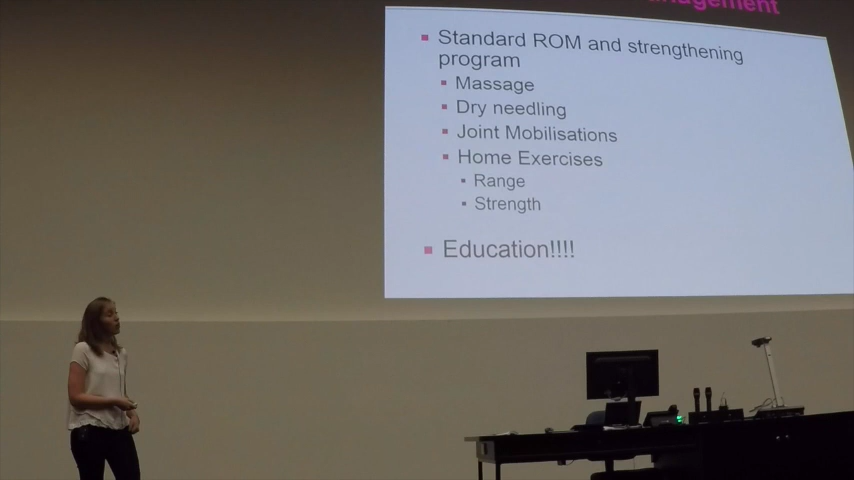 Standard ROM and strengthening
program
Massage
Dry needling
Joint Mobilisations
Home Exercises
Range
Strength
Education!!!!